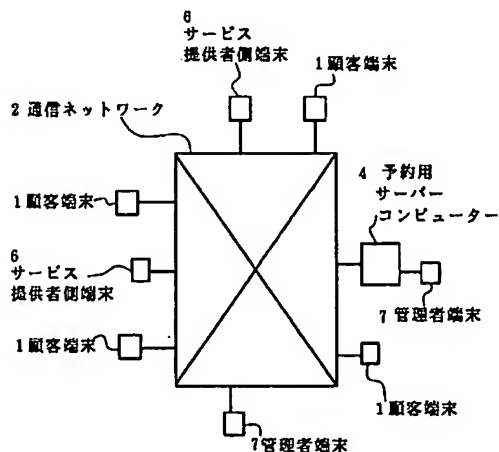 6
サービス
提供者側端末
1顧客端末
2 通信ネットワーク
4 予約用
サーバー
コンピューター
1顧客端末
6
サービス
提供者側端末
7管理者端末
1顧客端末
1顧客端末
7管理者端末